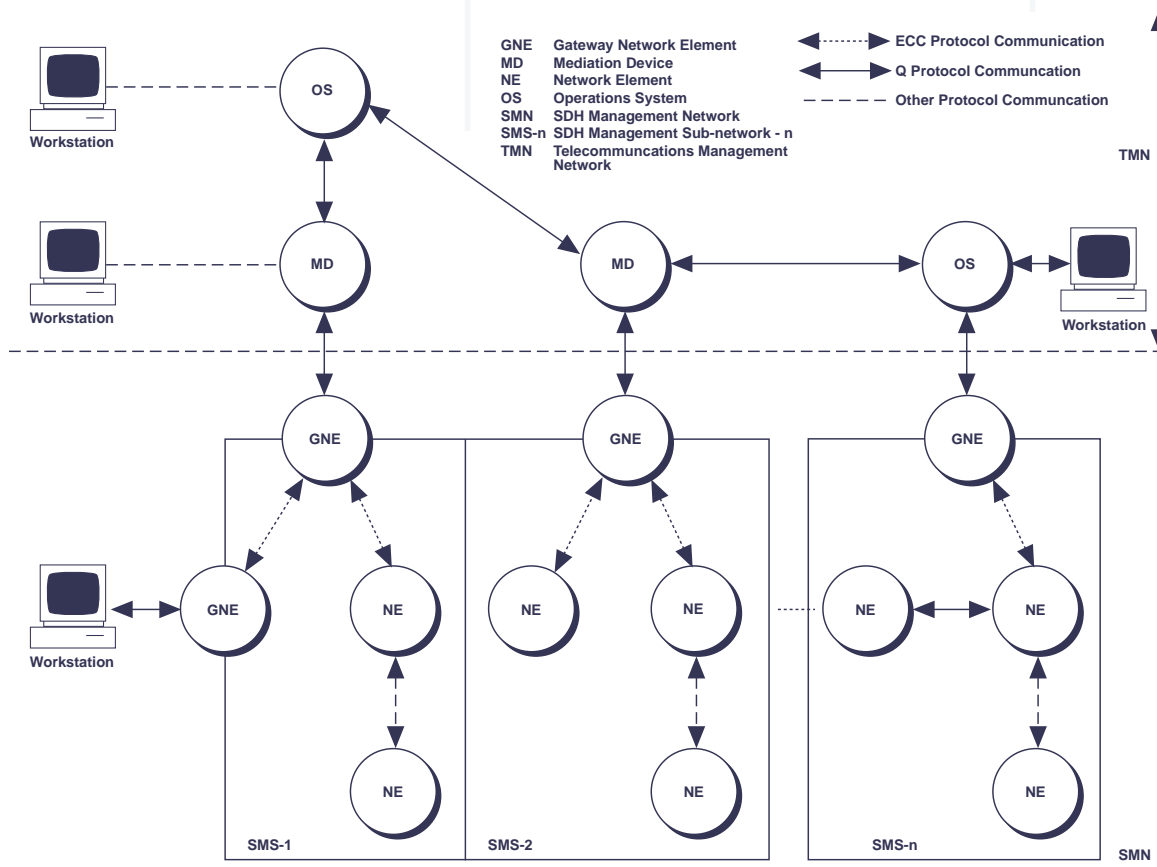 GNE Gateway Network Element
MD Mediation Device
NE Network Element
OS Operations System
SMN SDH Management Network
SMS-n SDH Management Sub-network - n
TMN Telecommuncations Management
Network
ECC Protocol Communication
Q Protocol Communcation
Other Protocol Communcation
TMN
OS
Workstation
MD
MD
OS
Workstation
Workstation
GNE
GNE
GNE
GNE
NE
NE
NE
NE
NE
Workstation
NE
NE
NE
SMS-1
SMS-2
SMS-n
SMN